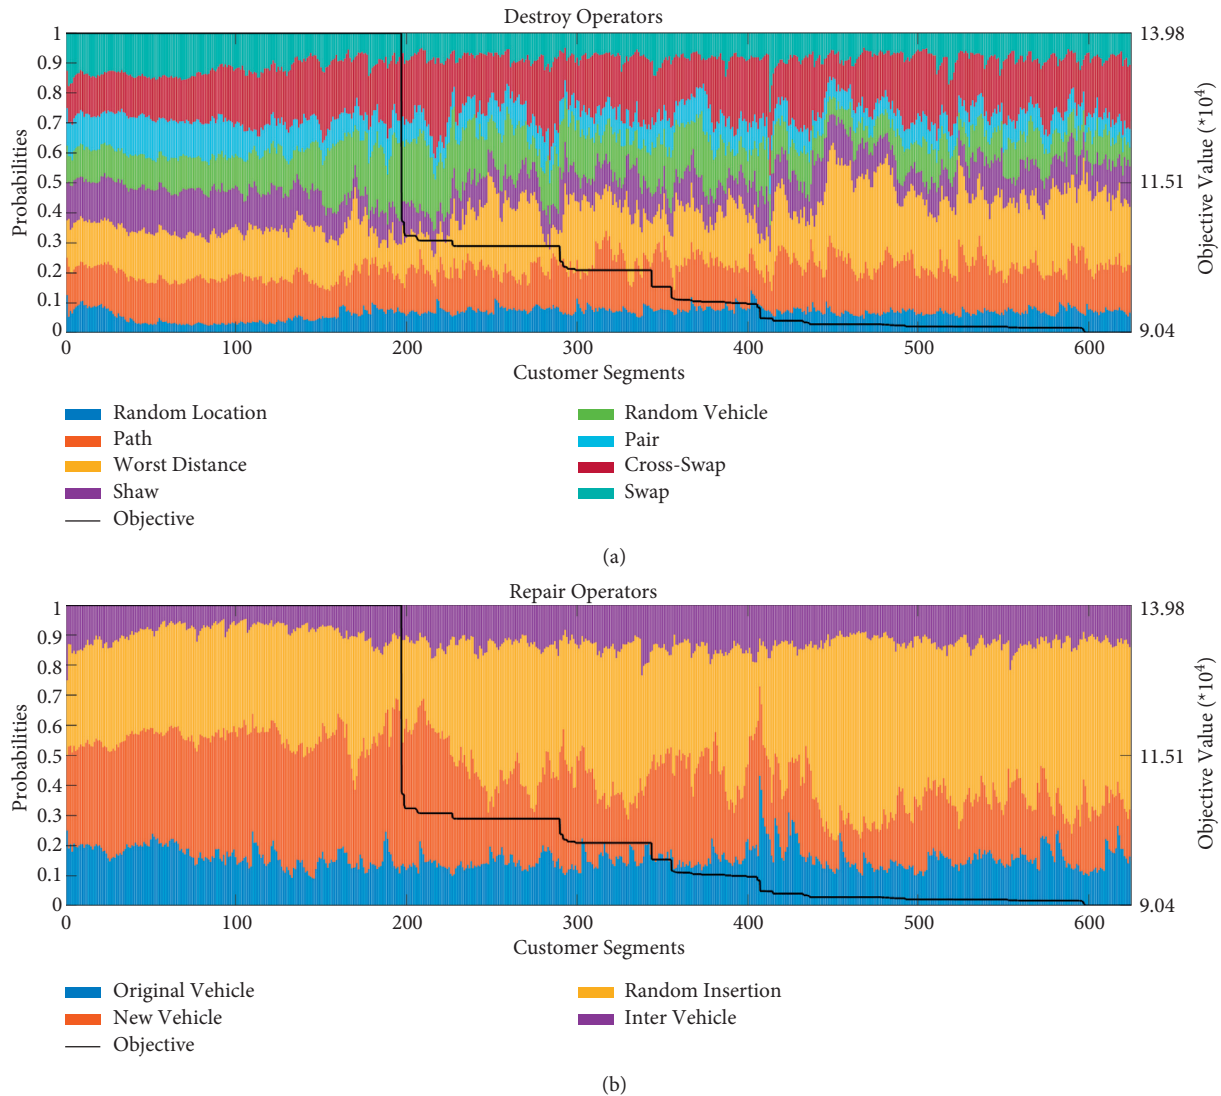 Destroy Operators
1
0.9
0.8
0.7
0.6
0.5
0.4
0.3
0.2
0.1
0
Probabilities
13.98
11.51
9.04
Objective Value (*10⁴)
0 100 200 300 400 500 600
Customer Segments
Random Location
Path
Worst Distance
Shaw
Objective
Random Vehicle
Pair
Cross-Swap
Swap
(a)
Repair Operators
1
0.9
0.8
0.7
0.6
0.5
0.4
0.3
0.2
0.1
0
Probabilities
13.98
11.51
9.04
Objective Value (*10⁴)
0 100 200 300 400 500 600
Customer Segments
Original Vehicle
New Vehicle
Objective
Random Insertion
Inter Vehicle
(b)